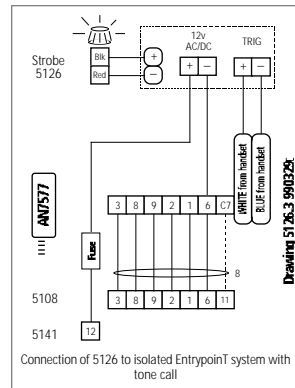 12v
AC/DC
TRIG
Strobe
5126
Blk
Red
+
−
+ −
+ −
WHITE from handset
BLUE from handset
AN7577
Drawing 5126.3 990329c
3 8 9 2 1 6 C7
Fuse
8
5108
3 8 9 2 1 6 11
5141
12
Connection of 5126 to isolated EntrypoinT system with
tone call